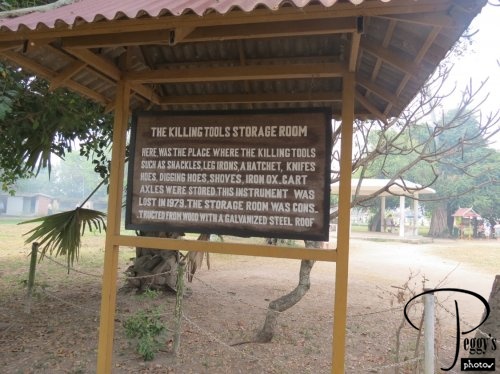 THE KILLING TOOLS STORAGE ROOM
HERE WAS THE PLACE WHERE THE KILLING TOOLS
SUCH AS SHACKLES LEG IRONS, A HATCHET, KNIFES
HOES, DIGGING HOES, SHOVES, IRON OX. CART
AXLES WERE STORED. THIS INSTRUMENT WAS
LOST IN 1979. THE STORAGE ROOM WAS CONS_
TRUCTED FROM WOOD WITH A GALVANIZED STEEL ROOF
Peggy's
photos